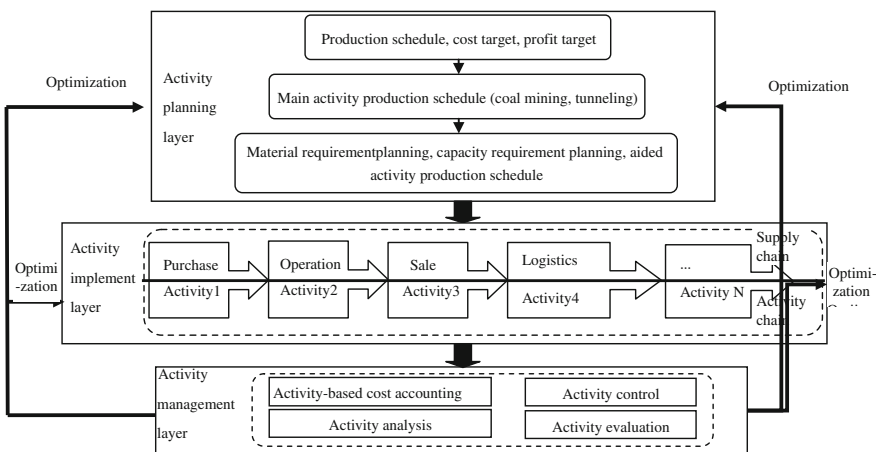 Production schedule, cost target, profit target
Optimization
Activity
planning
layer
Optimization
Main activity production schedule (coal mining, tunneling)
Material requirementplanning, capacity requirement planning, aided
activity production schedule
Activity
implement
layer
Optimi
-zation
Purchase
Activity1
Operation
Activity2
Sale
Activity3
Logistics
Activity4
...
Activity N
Supply
chain
Activity
chain
Optimi-
zation
Activity
management
layer
Activity-based cost accounting
Activity control
Activity analysis
Activity evaluation